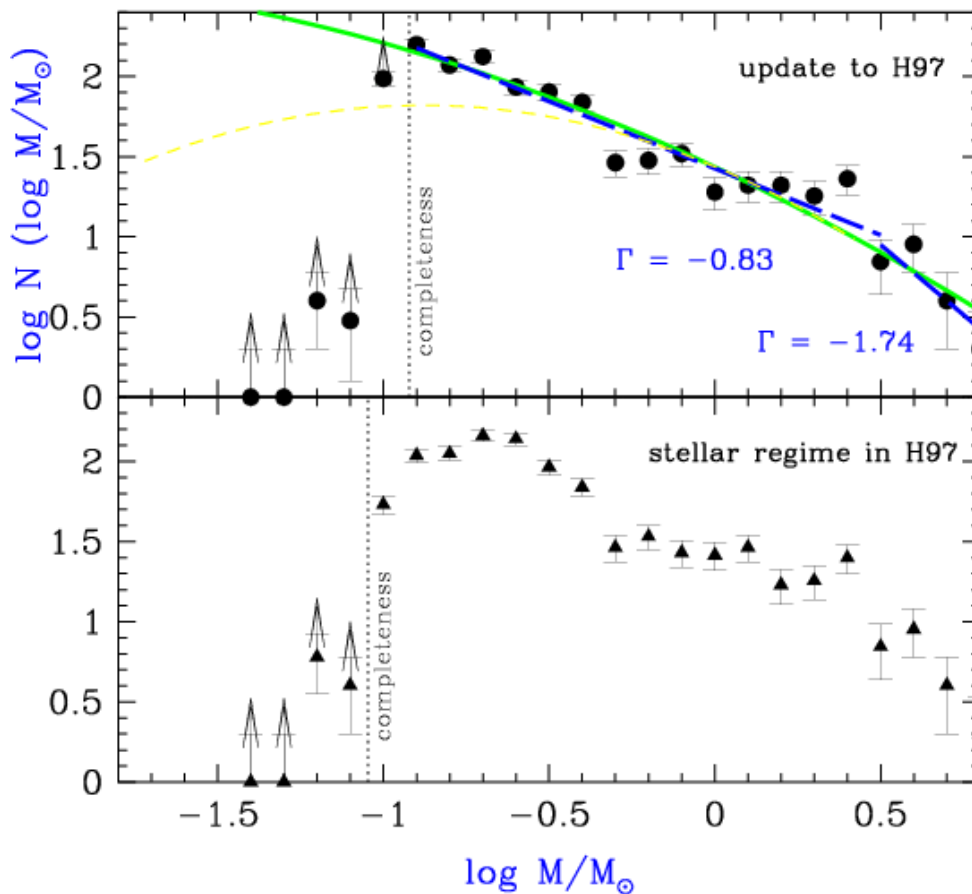 update to H97
log N (log M/M☉)
2
1.5
1
0.5
0
completeness
Γ = −0.83
Γ = −1.74
stellar regime in H97
2
1.5
1
0.5
0
completeness
−1.5
−1
−0.5
0
0.5
log M/M☉